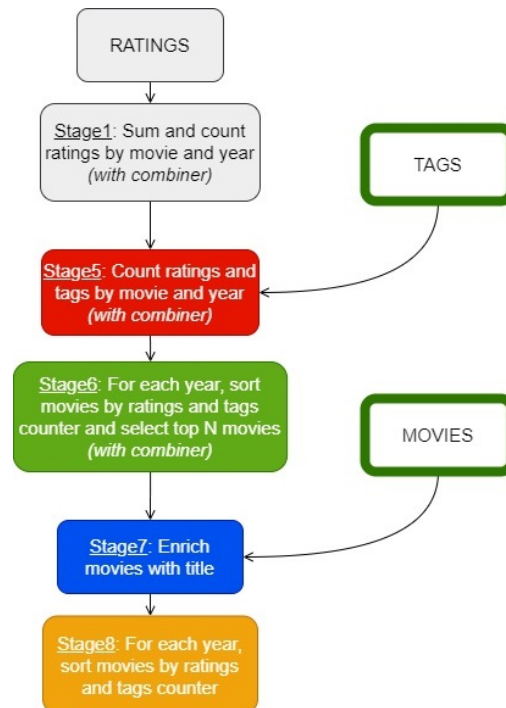 RATINGS
Stage1: Sum and count
ratings by movie and year
(with combiner)
TAGS
Stage5: Count ratings and
tags by movie and year
(with combiner)
Stage6: For each year, sort
movies by ratings and tags
counter and select top N movies
(with combiner)
MOVIES
Stage7: Enrich
movies with title
Stage8: For each year,
sort movies by ratings
and tags counter